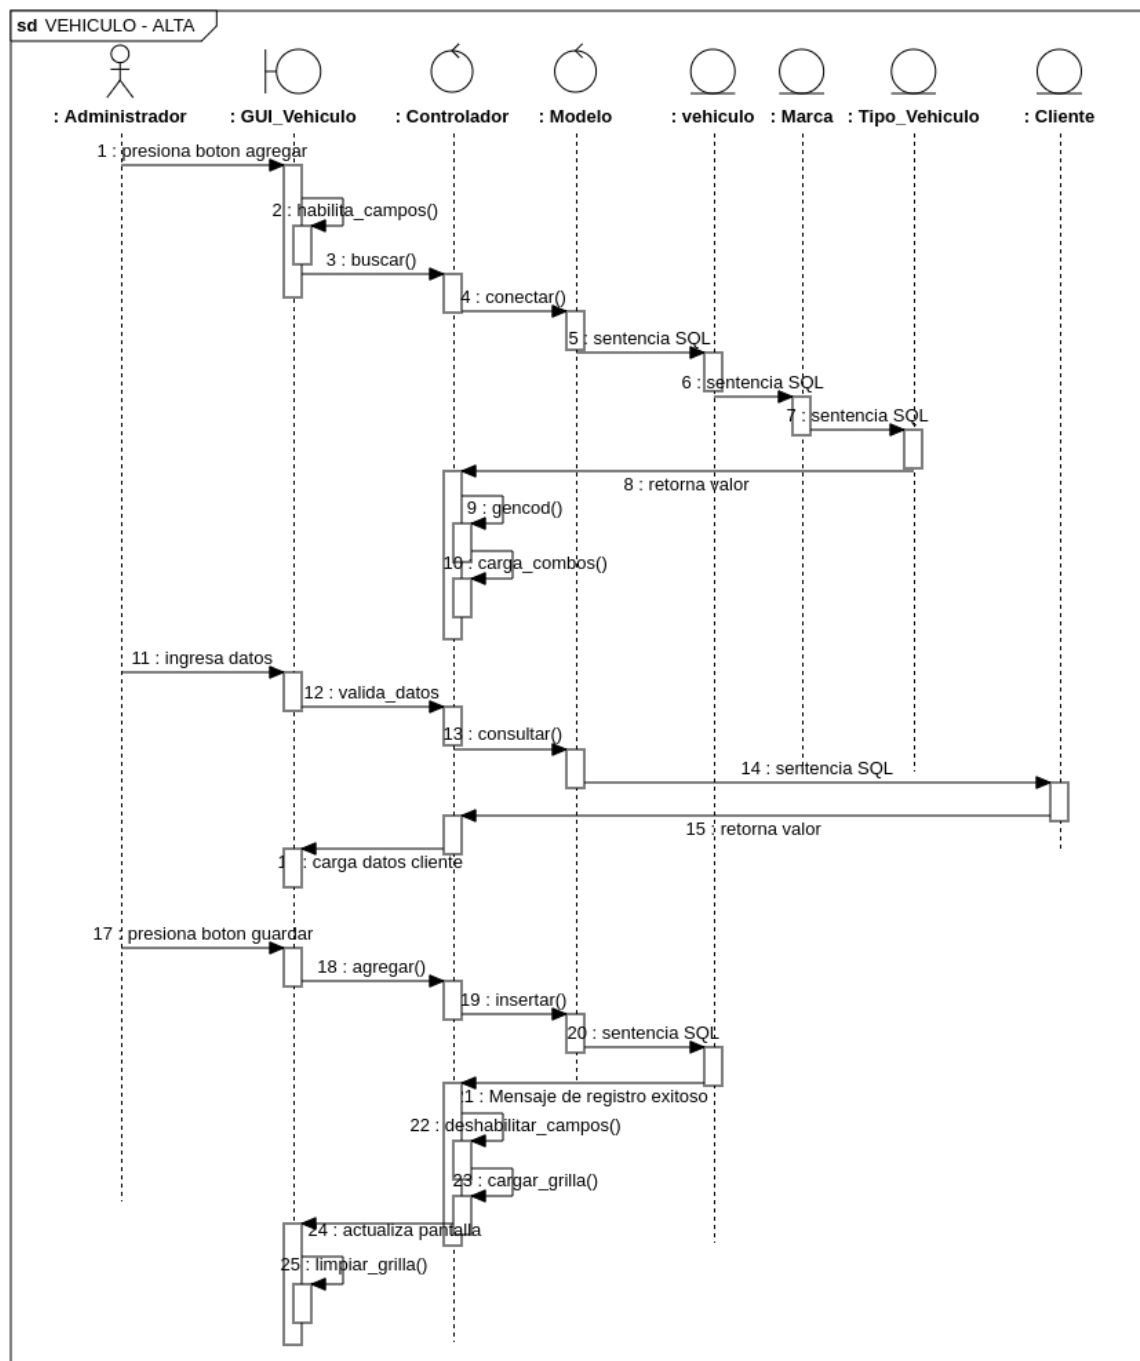 sd VEHICULO - ALTA
: Administrador
: GUI_Vehiculo
: Controlador
: Modelo
: vehiculo
: Marca
: Tipo_Vehiculo
: Cliente
1 : presiona boton agregar
2 : habilita_campos()
3 : buscar()
4 : conectar()
5 : sentencia SQL
6 : sentencia SQL
7 : sentencia SQL
8 : retorna valor
9 : gencod()
10 : carga_combos()
11 : ingresa datos
12 : valida_datos
13 : consultar()
14 : sentencia SQL
15 : retorna valor
: carga datos cliente
17 : presiona boton guardar
18 : agregar()
19 : insertar()
20 : sentencia SQL
: Mensaje de registro exitoso
22 : deshabilitar_campos()
23 : cargar_grilla()
24 : actualiza pantalla
25 : limpiar_grilla()